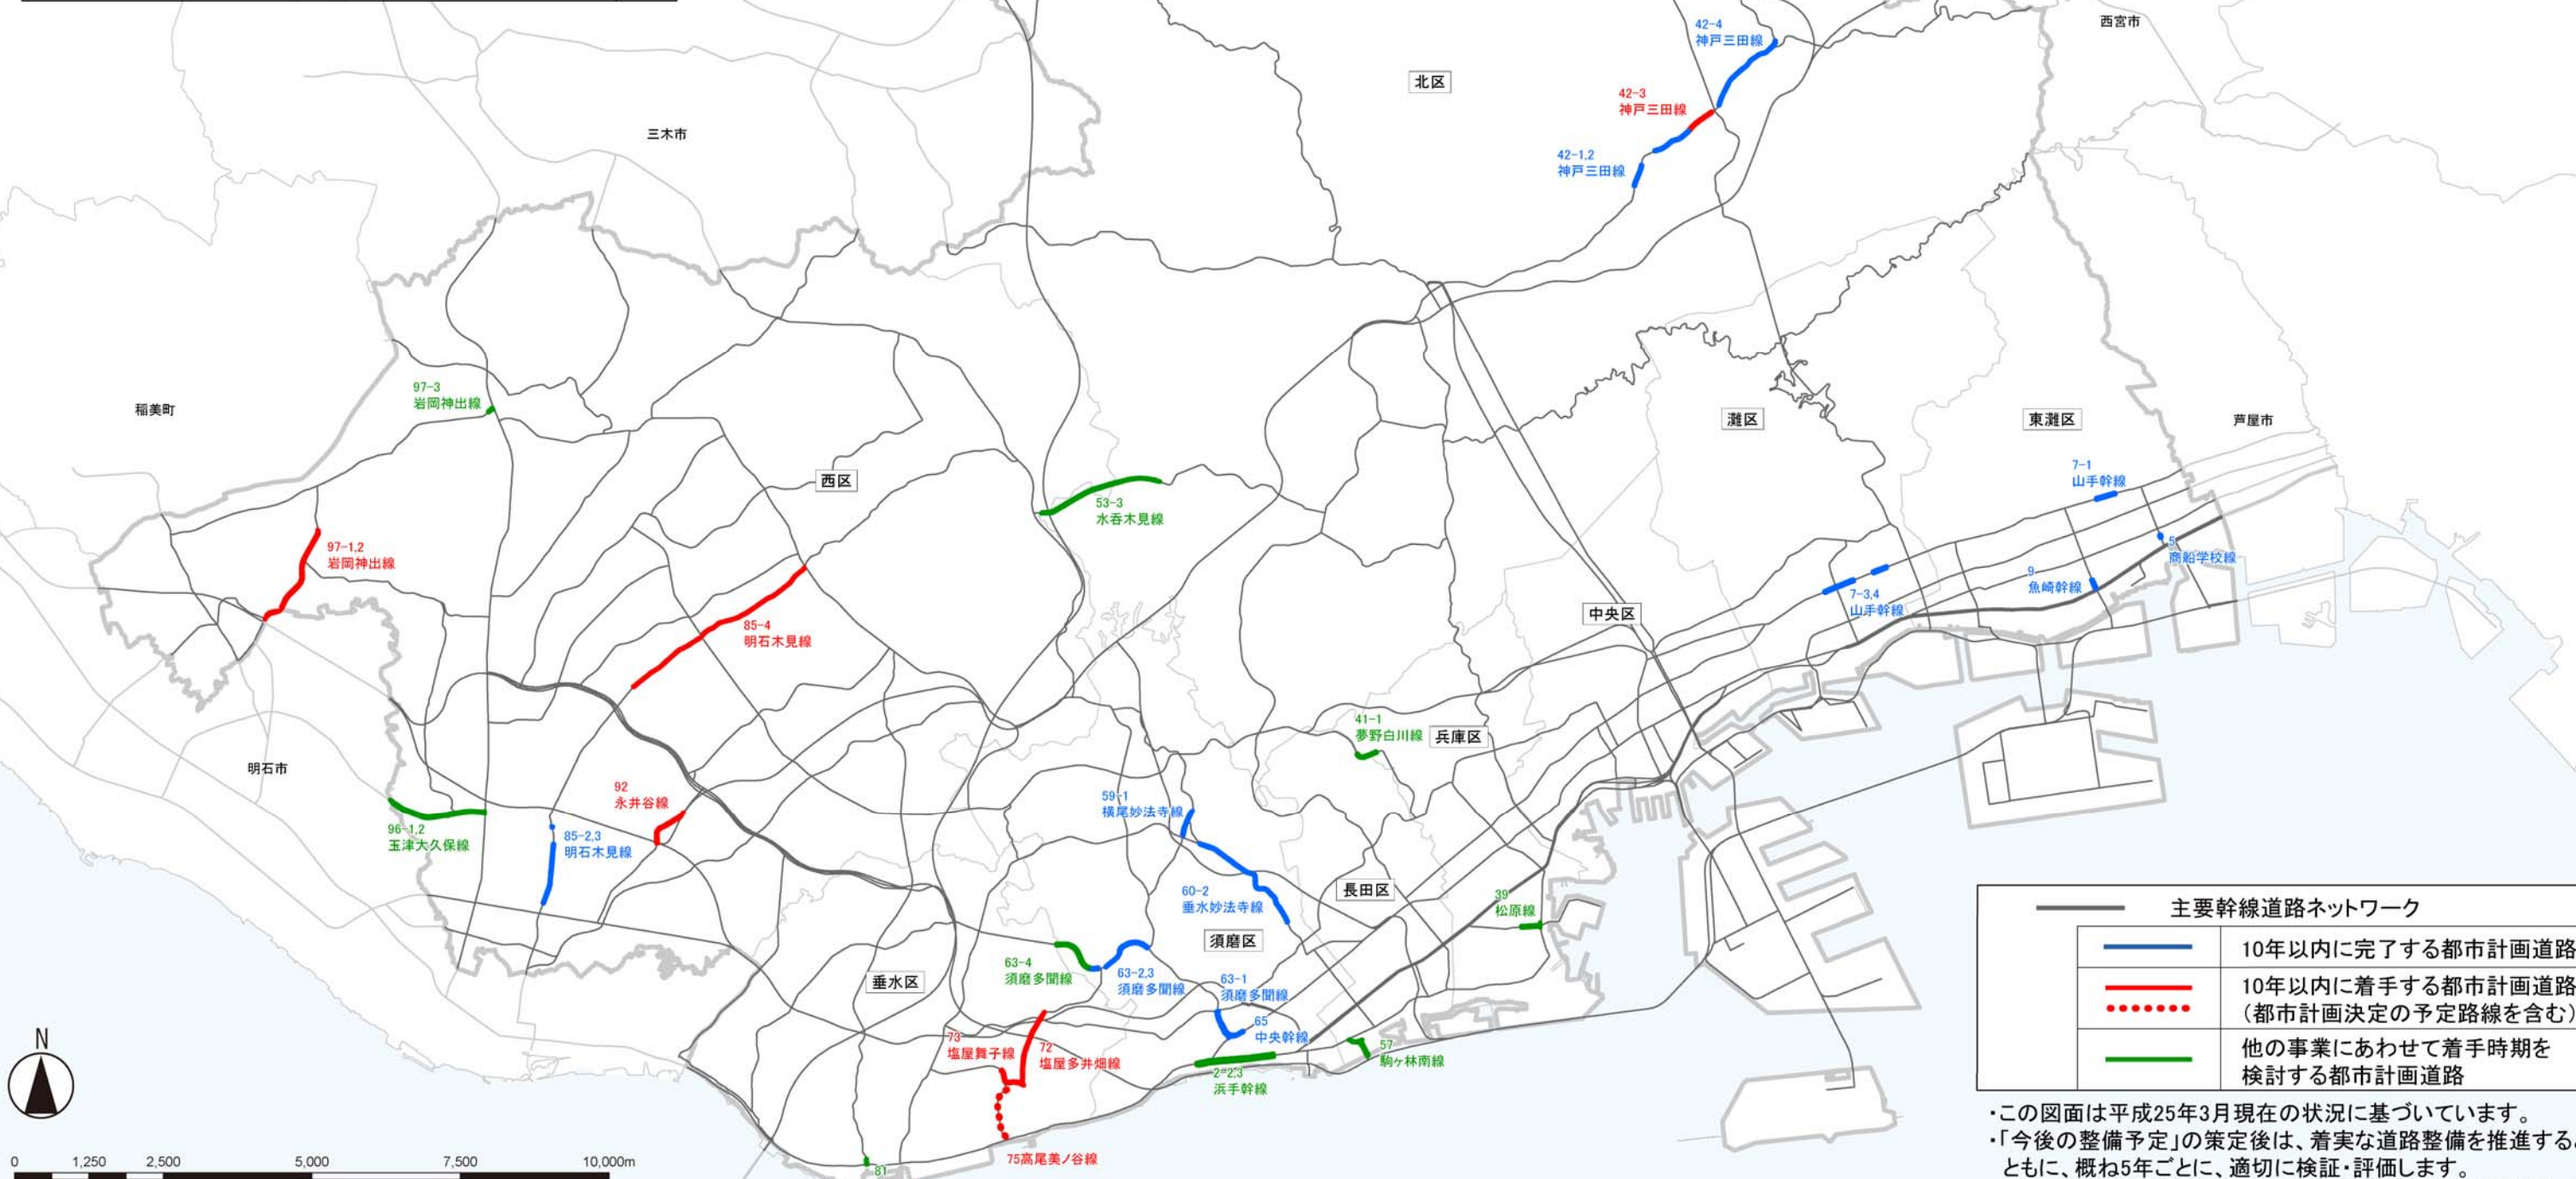 西宮市
42-4
神戸三田線
北区
42-3
神戸三田線
三木市
42-1,2
神戸三田線
97-3
岩岡神出線
稲美町
灘区
東灘区
芦屋市
7-1
山手幹線
西区
53-3
水呑木見線
97-1,2
岩岡神出線
5
商船学校線
9
魚崎幹線
7-3,4
山手幹線
中央区
85-4
明石木見線
41-1
夢野白川線
兵庫区
明石市
92
永井谷線
59-1
横尾妙法寺線
96-1,2
玉津大久保線
85-2,3
明石木見線
60-2
垂水妙法寺線
長田区
39
松原線
須磨区
63-4
須磨多聞線
63-2,3
須磨多聞線
63-1
須磨多聞線
垂水区
65
中央幹線
73
塩屋舞子線
72
塩屋多井畑線
57
駒ヶ林南線
2-2,3
浜手幹線
75高尾美ノ谷線
81
N
0 1,250 2,500 5,000 7,500 10,000m
主要幹線道路ネットワーク
10年以内に完了する都市計画道路
10年以内に着手する都市計画道路
(都市計画決定の予定路線を含む)
他の事業にあわせて着手時期を
検討する都市計画道路
・この図面は平成25年3月現在の状況に基づいています。
・「今後の整備予定」の策定後は、着実な道路整備を推進する
ともに、概ね5年ごとに、適切に検証・評価します。